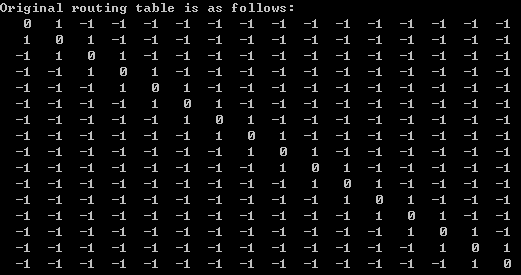 Original routing table is as follows:
0 1 -1 -1 -1 -1 -1 -1 -1 -1 -1 -1 -1 -1 -1 -1
1 0 1 -1 -1 -1 -1 -1 -1 -1 -1 -1 -1 -1 -1 -1
-1 1 0 1 -1 -1 -1 -1 -1 -1 -1 -1 -1 -1 -1 -1
-1 -1 1 0 1 -1 -1 -1 -1 -1 -1 -1 -1 -1 -1 -1
-1 -1 -1 1 0 1 -1 -1 -1 -1 -1 -1 -1 -1 -1 -1
-1 -1 -1 -1 1 0 1 -1 -1 -1 -1 -1 -1 -1 -1 -1
-1 -1 -1 -1 -1 1 0 1 -1 -1 -1 -1 -1 -1 -1 -1
-1 -1 -1 -1 -1 -1 1 0 1 -1 -1 -1 -1 -1 -1 -1
-1 -1 -1 -1 -1 -1 -1 1 0 1 -1 -1 -1 -1 -1 -1
-1 -1 -1 -1 -1 -1 -1 -1 1 0 1 -1 -1 -1 -1 -1
-1 -1 -1 -1 -1 -1 -1 -1 -1 1 0 1 -1 -1 -1 -1
-1 -1 -1 -1 -1 -1 -1 -1 -1 -1 1 0 1 -1 -1 -1
-1 -1 -1 -1 -1 -1 -1 -1 -1 -1 -1 1 0 1 -1 -1
-1 -1 -1 -1 -1 -1 -1 -1 -1 -1 -1 -1 1 0 1 -1
-1 -1 -1 -1 -1 -1 -1 -1 -1 -1 -1 -1 -1 1 0 1
-1 -1 -1 -1 -1 -1 -1 -1 -1 -1 -1 -1 -1 -1 1 0